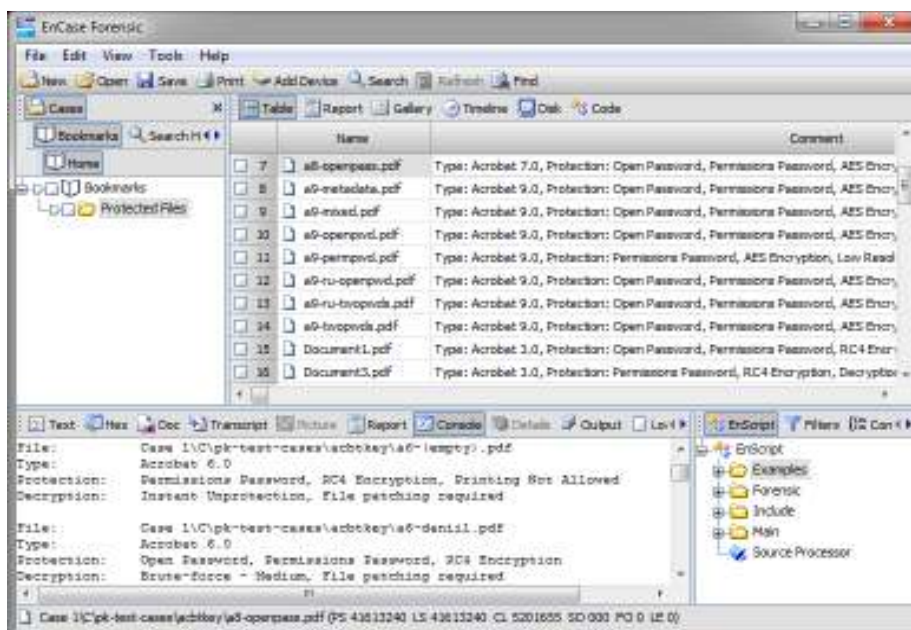 EnCase Forensic
File Edit View Tools Help
New Open Save Print Add Device Search Refresh Find
Cases
Table Report Gallery Timeline Disk Code
Bookmarks Search H
Home
Bookmarks
Protected Files
Name Comment
7 a8-openpass.pdf Type: Acrobat 7.0, Protection: Open Password, Permissions Password, AES Encry
8 a9-metadata.pdf Type: Acrobat 9.0, Protection: Open Password, Permissions Password, AES Encry
9 a9-mixed.pdf Type: Acrobat 9.0, Protection: Open Password, Permissions Password, AES Encry
10 a9-openpwd.pdf Type: Acrobat 9.0, Protection: Open Password, Permissions Password, AES Encry
11 a9-permpwd.pdf Type: Acrobat 9.0, Protection: Permissions Password, AES Encryption, Low Resol
12 a9-ru-openpwd.pdf Type: Acrobat 9.0, Protection: Open Password, Permissions Password, AES Encry
13 a9-ru-twopwds.pdf Type: Acrobat 9.0, Protection: Open Password, Permissions Password, AES Encry
14 a9-twopwds.pdf Type: Acrobat 9.0, Protection: Open Password, Permissions Password, AES Encry
15 Document1.pdf Type: Acrobat 3.0, Protection: Open Password, Permissions Password, RC4 Encr
16 Document3.pdf Type: Acrobat 3.0, Protection: Permissions Password, RC4 Encryption, Decryptio
Text Hex Doc Transcript Picture Report Console Details Output Lock
EnScript Filters Con
File: Case 1\C\pk-test-cases\acbtkey\a6-(empty).pdf
Type: Acrobat 6.0
Protection: Permissions Password, RC4 Encryption, Printing Not Allowed
Decryption: Instant Unprotection, File patching required
File: Case 1\C\pk-test-cases\acbtkey\a6-deniil.pdf
Type: Acrobat 6.0
Protection: Open Password, Permissions Password, RC4 Encryption
Decryption: Brute-force - Medium, File patching required
EnScript
Examples
Forensic
Include
Main
Source Processor
Case 1\C\pk-test-cases\acbtkey\a8-openpass.pdf (PS 41613240 LS 41613240 CL 5201655 SO 000 FO 0 LE 0)